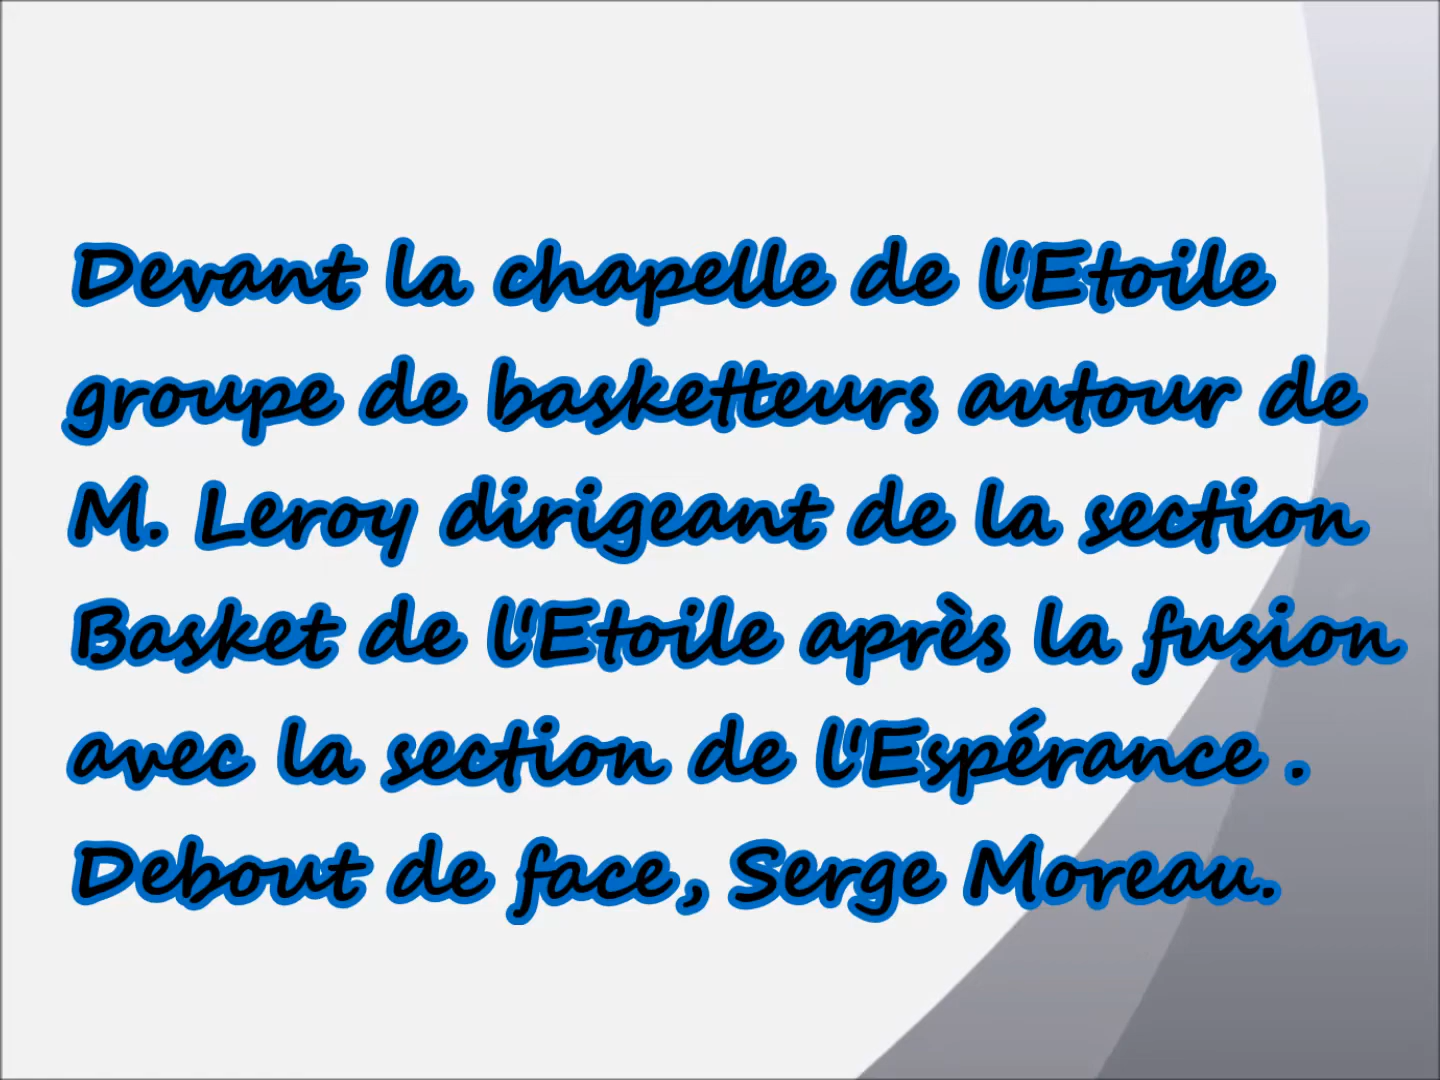 Devant la chapelle de l'Etoile
groupe de basketteurs autour de
M. Leroy dirigeant de la section
Basket de l'Etoile après la fusion
avec la section de l'Espérance .
Debout de face, Serge Moreau.